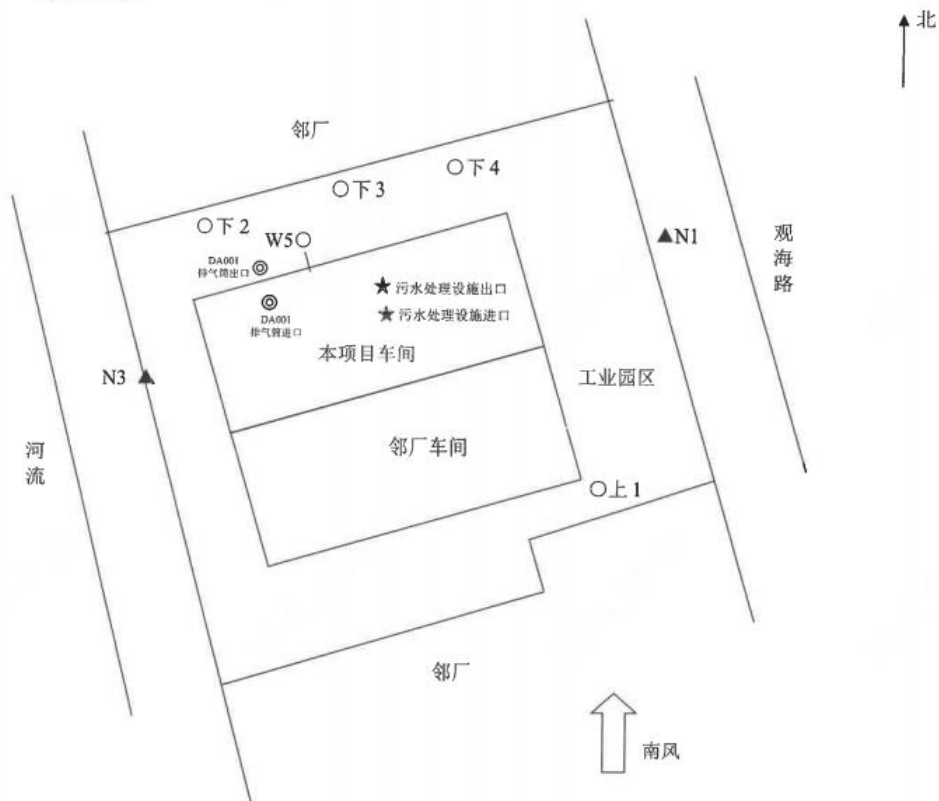 北
邻厂
下 4
下 3
下 2
W5
N1
观海路
DA001
排气筒出口
污水处理设施出口
DA001
排气筒进口
污水处理设施进口
本项目车间
N3
工业园区
邻厂车间
河流
上 1
邻厂
南风